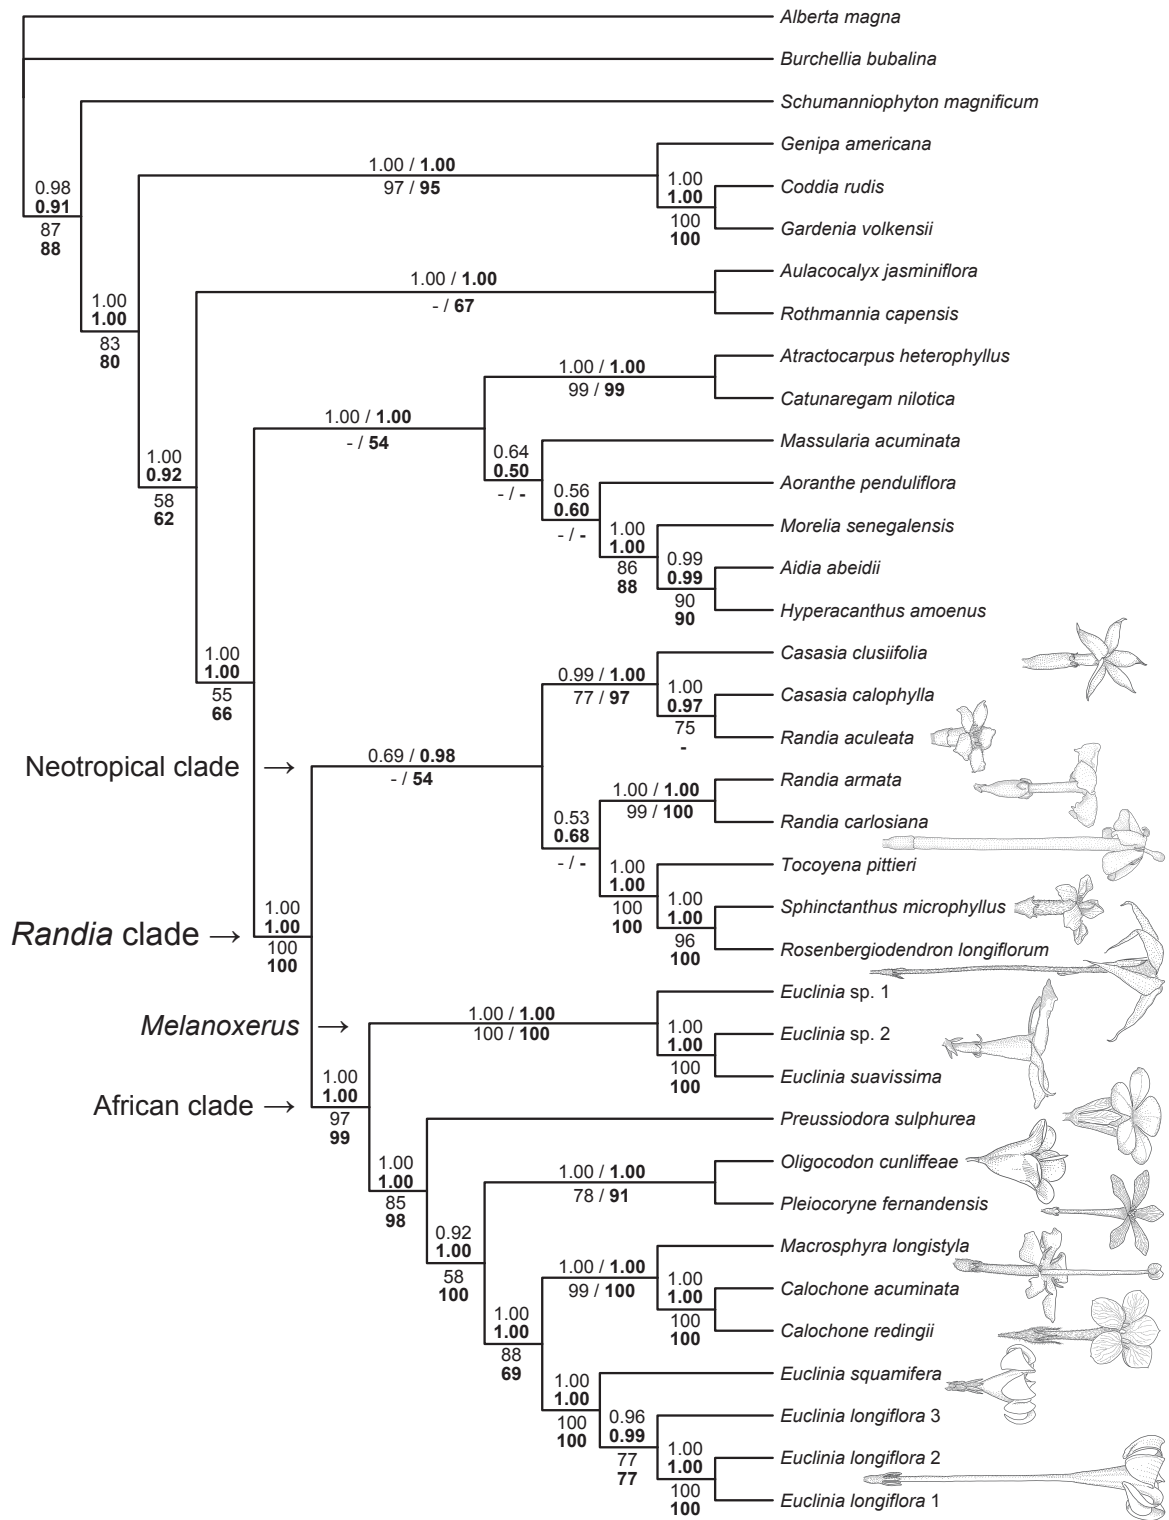 Alberta magna
Burchellia bubalina
Schumanniophyton magnificum
Genipa americana
1.00 / 1.00
97 / 95
0.98
0.91
87
88
1.00
1.00
100
100
Coddia rudis
Gardenia volkensii
Aulacocalyx jasminiflora
1.00 / 1.00
- / 67
1.00
1.00
83
80
Rothmannia capensis
Atractocarpus heterophyllus
1.00 / 1.00
99 / 99
Catunaregam nilotica
1.00 / 1.00
- / 54
Massularia acuminata
0.64
0.50
- / -
1.00
0.92
58
62
Aoranthe penduliflora
0.56
0.60
- / -
Morelia senegalensis
1.00
1.00
86
88
Aidia abeidii
0.99
0.99
90
90
Hyperacanthus amoenus
Casasia clusiifolia
1.00
1.00
55
66
0.99 / 1.00
77 / 97
Casasia calophylla
1.00
0.97
75
-
Randia aculeata
Neotropical clade →
0.69 / 0.98
- / 54
Randia armata
1.00 / 1.00
99 / 100
Randia carlosiana
0.53
0.68
- / -
Tocoyena pittieri
1.00
1.00
100
100
Sphinctanthus microphyllus
1.00
1.00
96
100
Rosenbergiodendron longiflorum
Randia clade →
1.00
1.00
100
100
Euclinia sp. 1
Melanoxerus →
1.00 / 1.00
100 / 100
Euclinia sp. 2
1.00
1.00
100
100
Euclinia suavissima
African clade →
1.00
1.00
97
99
Preussiodora sulphurea
Oligocodon cunliffeae
1.00 / 1.00
78 / 91
1.00
1.00
85
98
Pleiocoryne fernandensis
0.92
1.00
58
100
Macrosphyra longistyla
1.00 / 1.00
99 / 100
Calochone acuminata
1.00
1.00
100
100
Calochone redingii
1.00
1.00
88
69
Euclinia squamifera
1.00
1.00
100
100
Euclinia longiflora 3
0.96
0.99
77
77
Euclinia longiflora 2
1.00
1.00
100
100
Euclinia longiflora 1